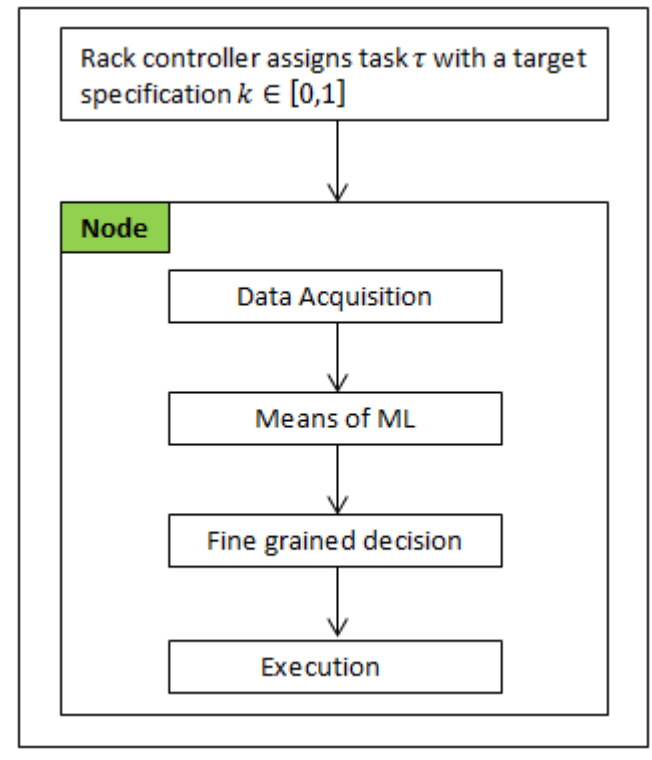 Rack controller assigns task τ with a target
specification k ∈ [0,1]
Node
Data Acquisition
Means of ML
Fine grained decision
Execution